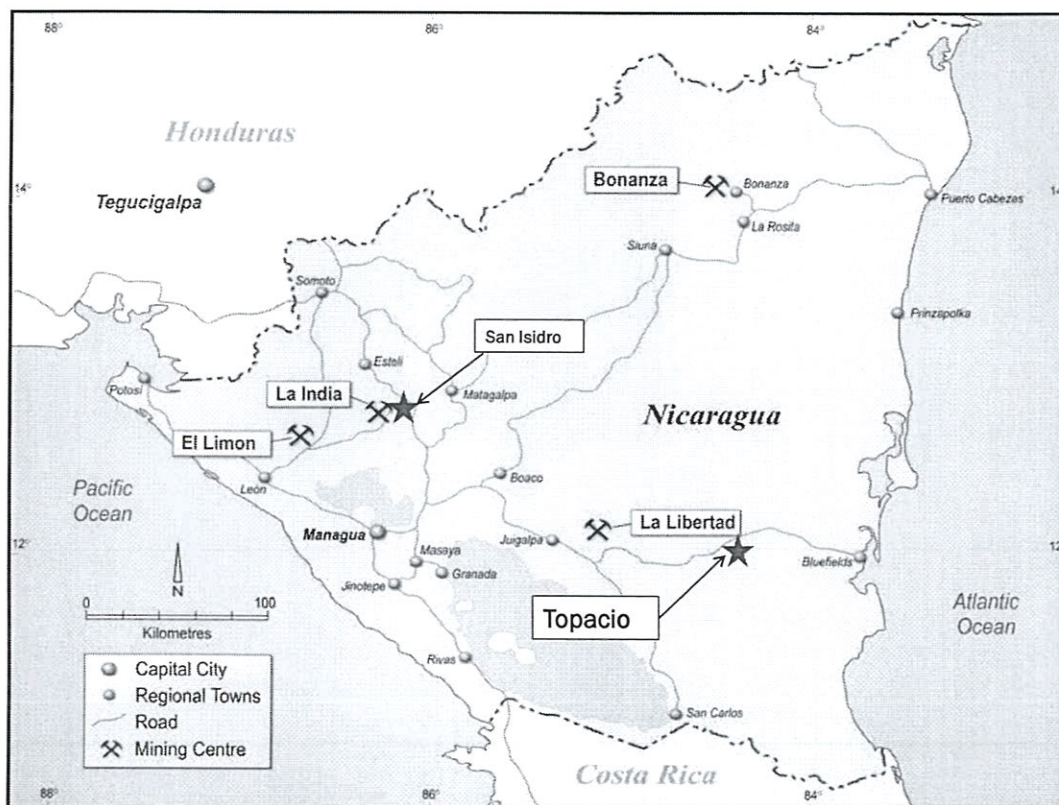 88°
86°
84°
Honduras
Tegucigalpa
14°
14
Bonanza
Bonanza
Puerto Cabezas
La Rosita
Siuna
Somoto
Prinzapolka
San Isidro
Esteli
Potosi
La India
Matagalpa
Nicaragua
El Limon
León
Boaco
Pacific
Ocean
La Libertad
Managua
Juigalpa
12°
12
Masaya
Granada
Bluefields
Jinotepe
N
0
100
Kilometres
Topacio
Atlantic
Ocean
Rivas
Capital City
Regional Towns
Road
Mining Centre
San Carlos
Costa Rica
88°
86°
84°